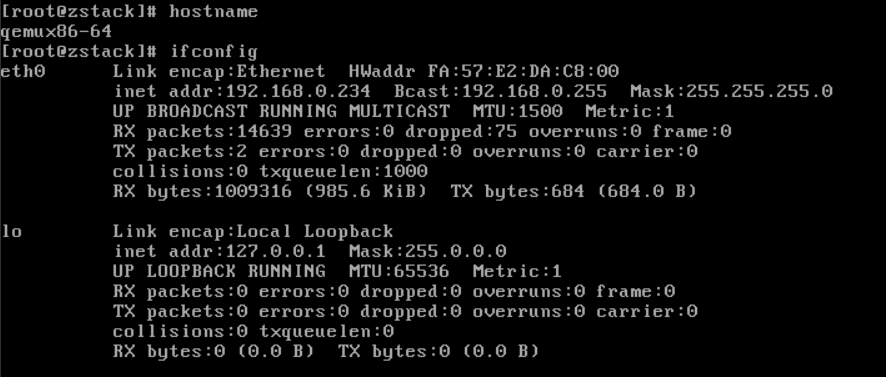 [root@zstack]# hostname
qemux86-64
[root@zstack]# ifconfig
eth0      Link encap:Ethernet  HWaddr FA:57:E2:DA:C8:00
          inet addr:192.168.0.234  Bcast:192.168.0.255  Mask:255.255.255.0
          UP BROADCAST RUNNING MULTICAST  MTU:1500  Metric:1
          RX packets:14639 errors:0 dropped:75 overruns:0 frame:0
          TX packets:2 errors:0 dropped:0 overruns:0 carrier:0
          collisions:0 txqueuelen:1000
          RX bytes:1009316 (985.6 KiB)  TX bytes:684 (684.0 B)

lo        Link encap:Local Loopback
          inet addr:127.0.0.1  Mask:255.0.0.0
          UP LOOPBACK RUNNING  MTU:65536  Metric:1
          RX packets:0 errors:0 dropped:0 overruns:0 frame:0
          TX packets:0 errors:0 dropped:0 overruns:0 carrier:0
          collisions:0 txqueuelen:0
          RX bytes:0 (0.0 B)  TX bytes:0 (0.0 B)